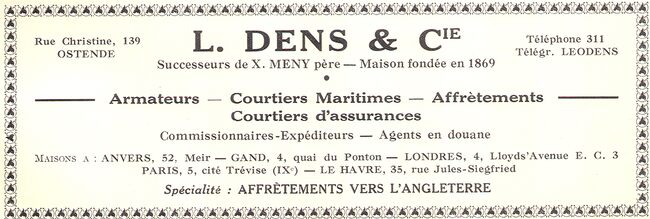 Rue Christine, 139
OSTENDE
L. DENS & CIE
Téléphone 311
Télégr. LEODENS
Successeurs de X. MENY père — Maison fondée en 1869
Armateurs — Courtiers Maritimes — Affrètements
Courtiers d'assurances
Commissionnaires-Expéditeurs — Agents en douane
MAISONS A : ANVERS, 52, Meir — GAND, 4, quai du Ponton — LONDRES, 4, Lloyds'Avenue E. C. 3
PARIS, 5, cité Trévise (IXe) — LE HAVRE, 35, rue Jules-Siegfried
Spécialité : AFFRÊTEMENTS VERS L'ANGLETERRE